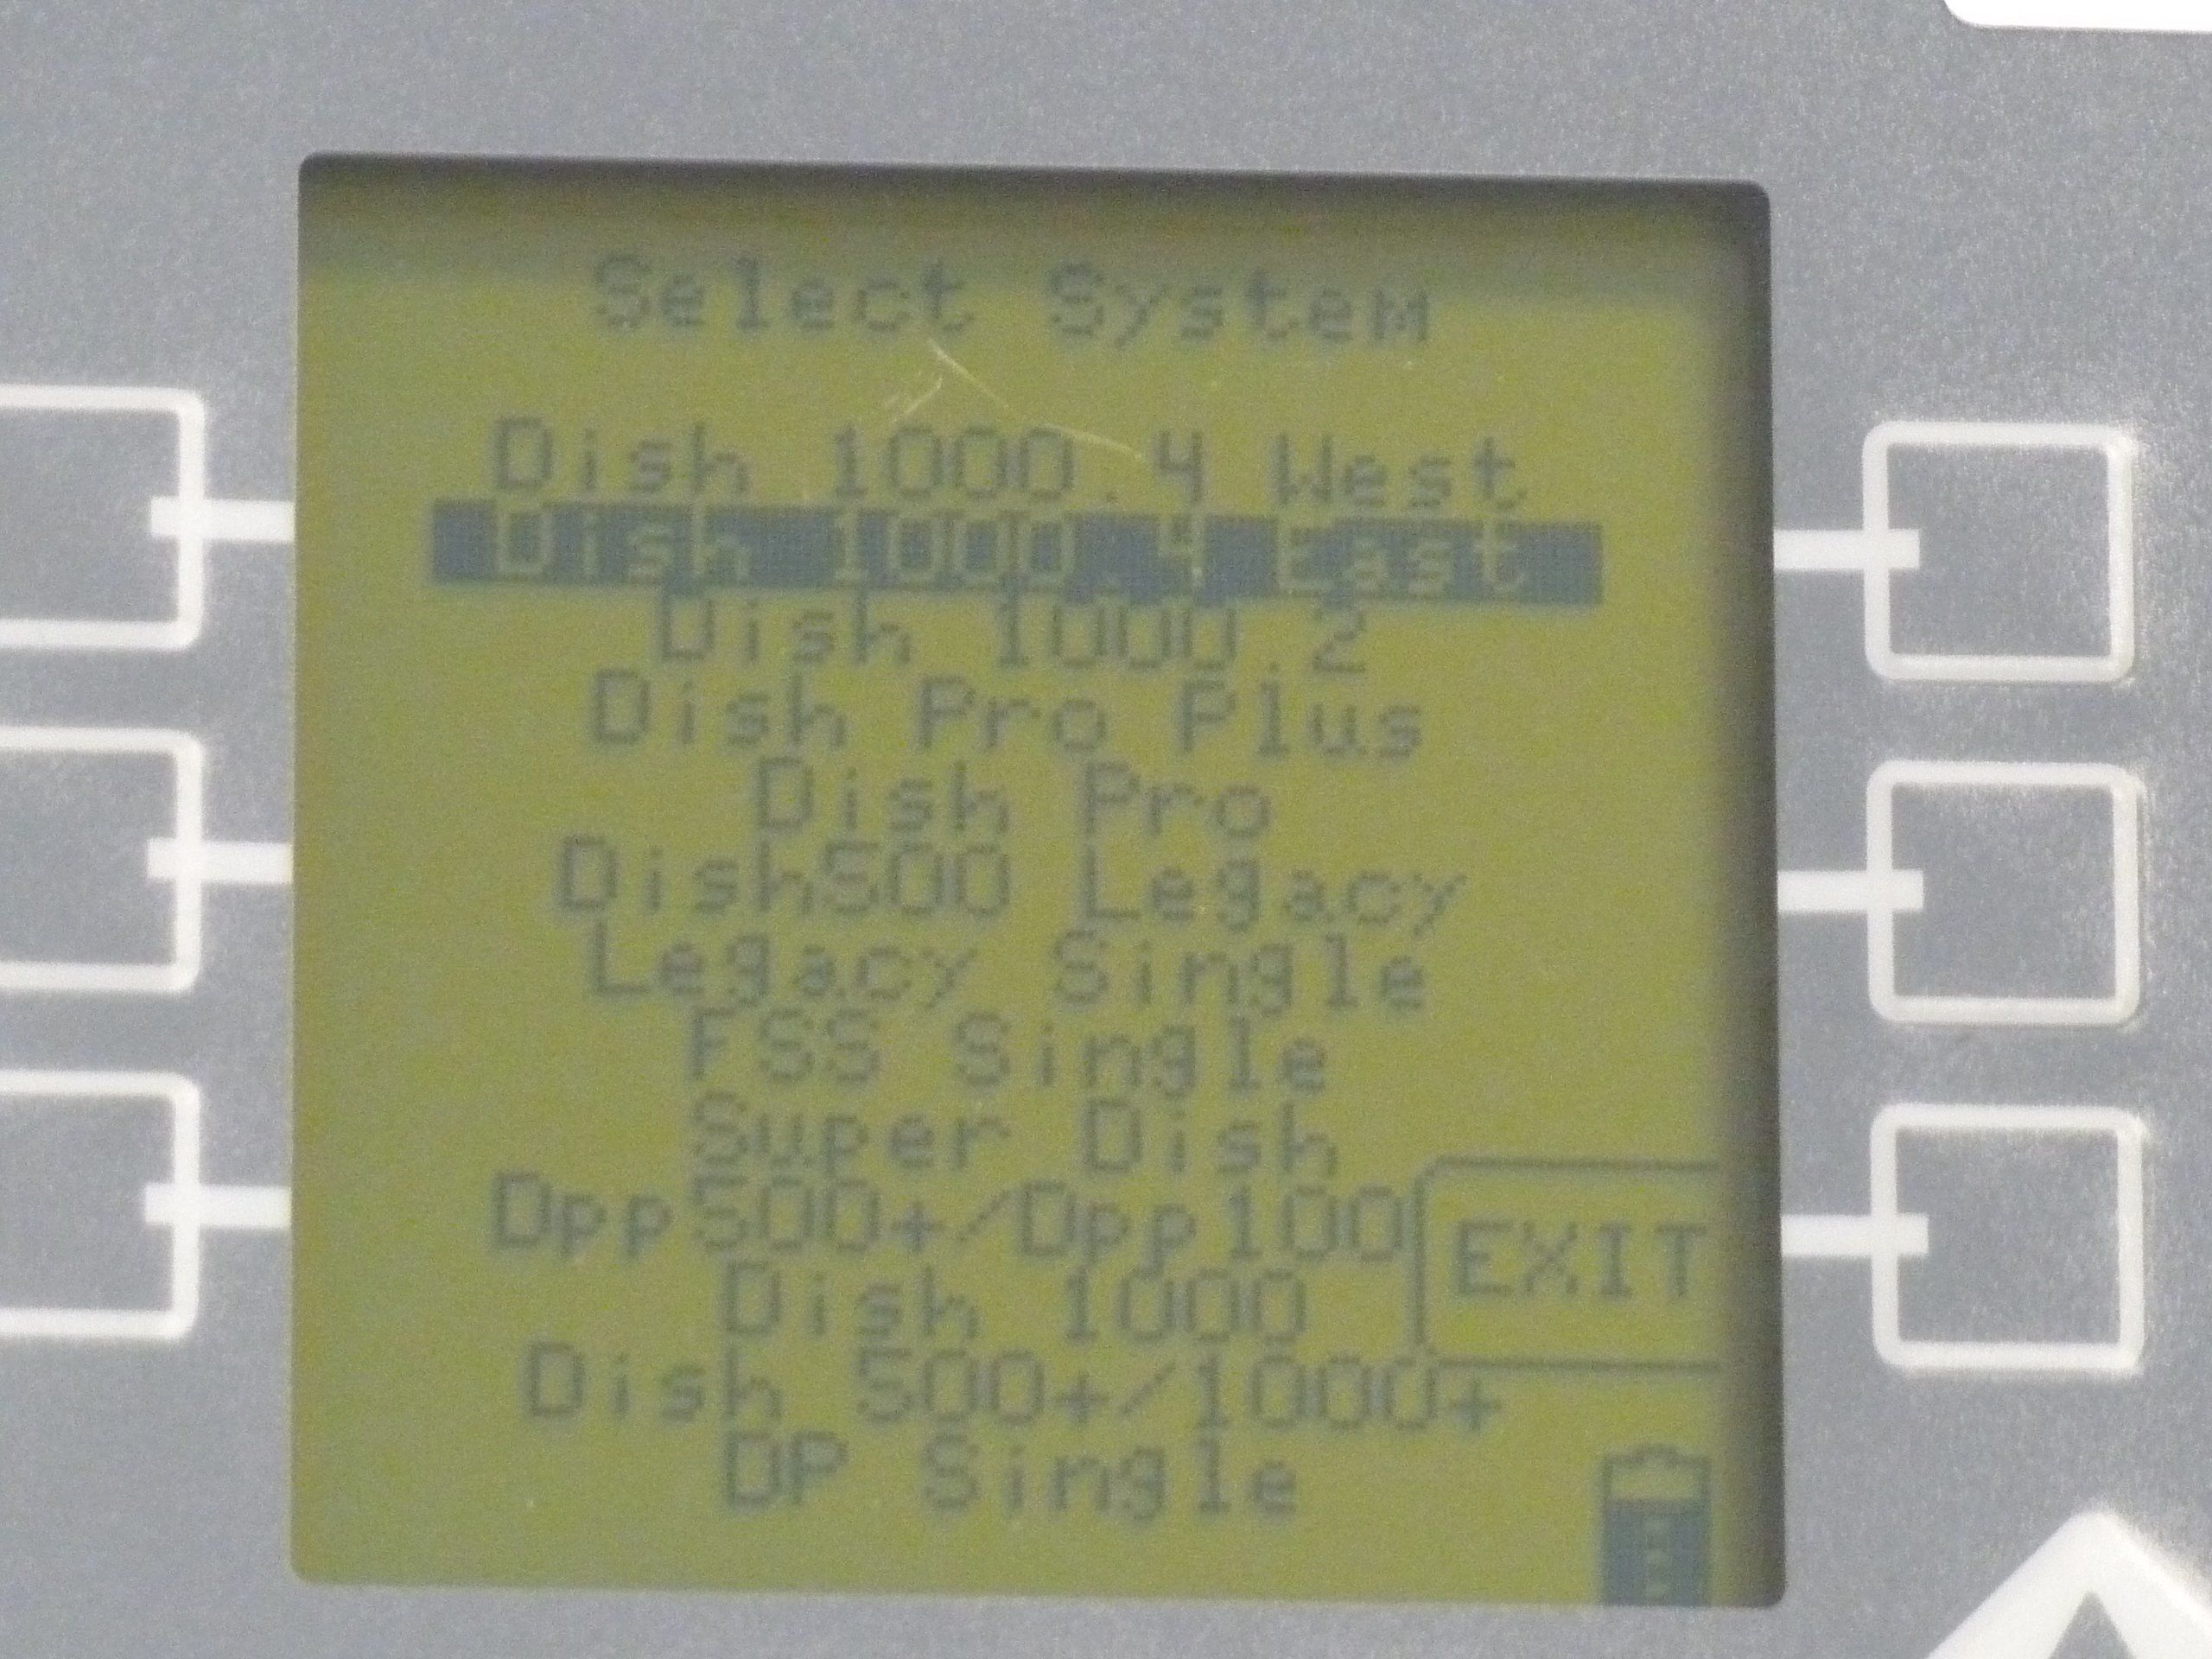 Select System
Dish 1000.4 West
Dish 1000.4 East
Dish 1000.2
Dish Pro Plus
Dish Pro
Dish500 Legacy
Legacy Single
FSS Single
Super Dish
Dpp500+/Dpp100
EXIT
Dish 1000
Dish 500+/1000+
DP Single